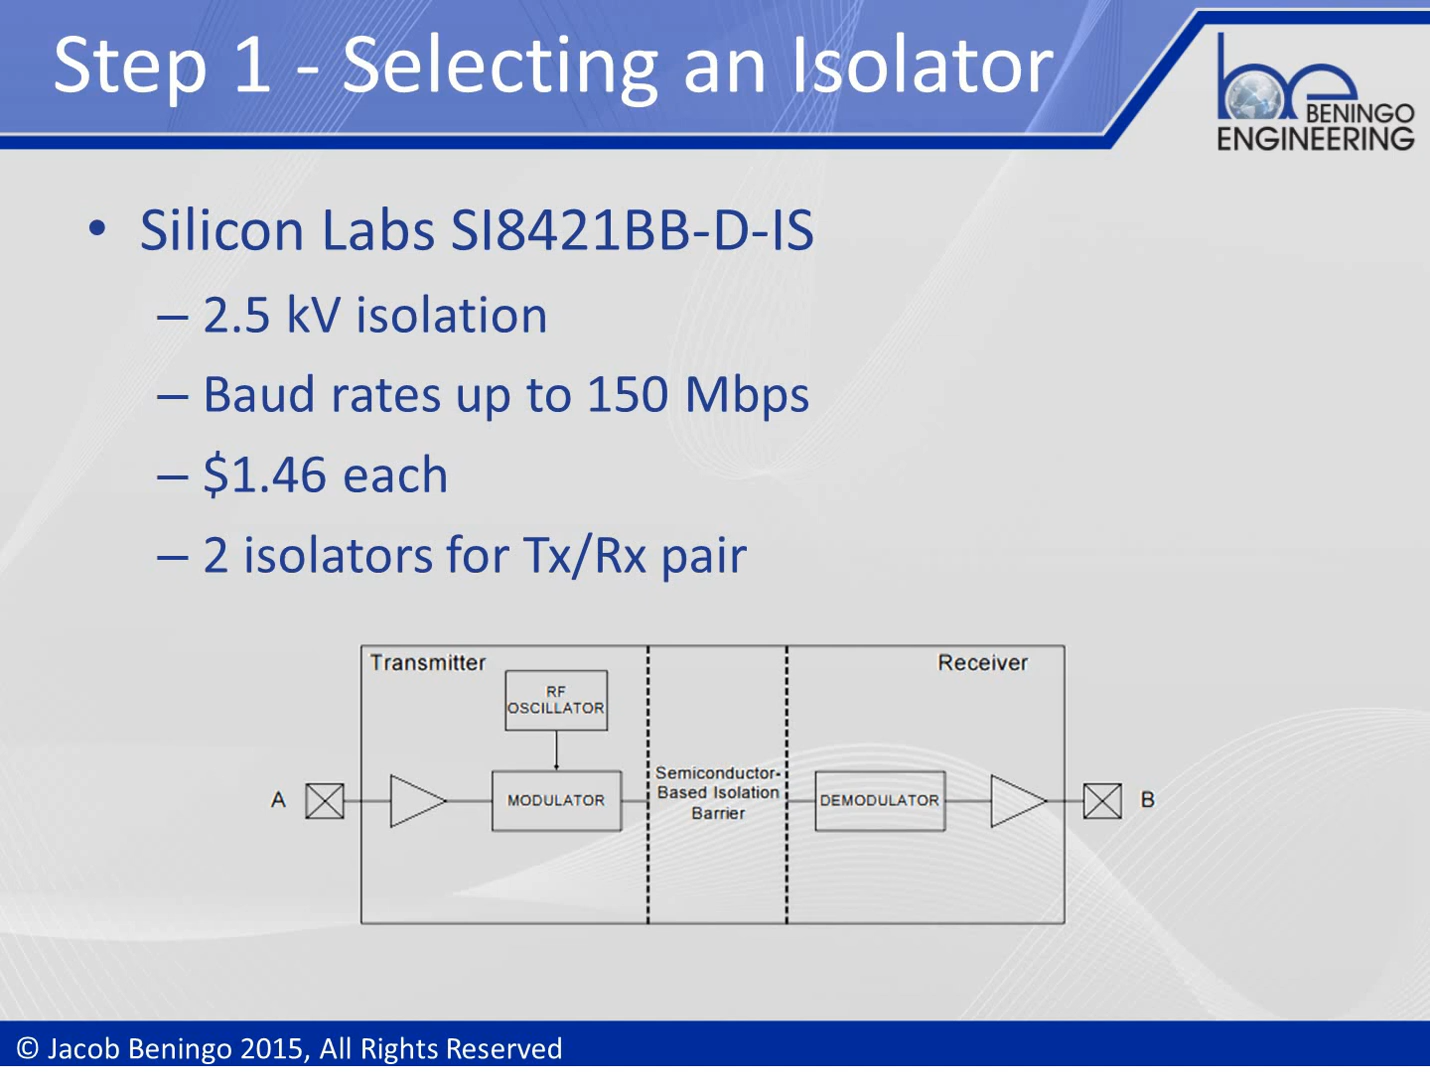 Step 1 - Selecting an Isolator
be
BENINGO
ENGINEERING
• Silicon Labs SI8421BB-D-IS
– 2.5 kV isolation
– Baud rates up to 150 Mbps
– $1.46 each
– 2 isolators for Tx/Rx pair
Transmitter
Receiver
RF
OSCILLATOR
A
MODULATOR
Semiconductor-
Based Isolation
Barrier
DEMODULATOR
B
© Jacob Beningo 2015, All Rights Reserved